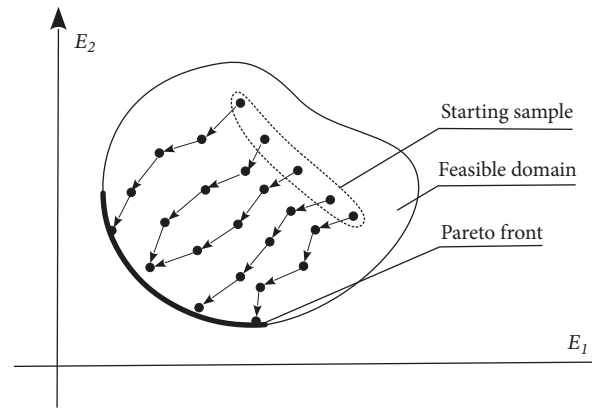 E2
Starting sample
Feasible domain
Pareto front
E1